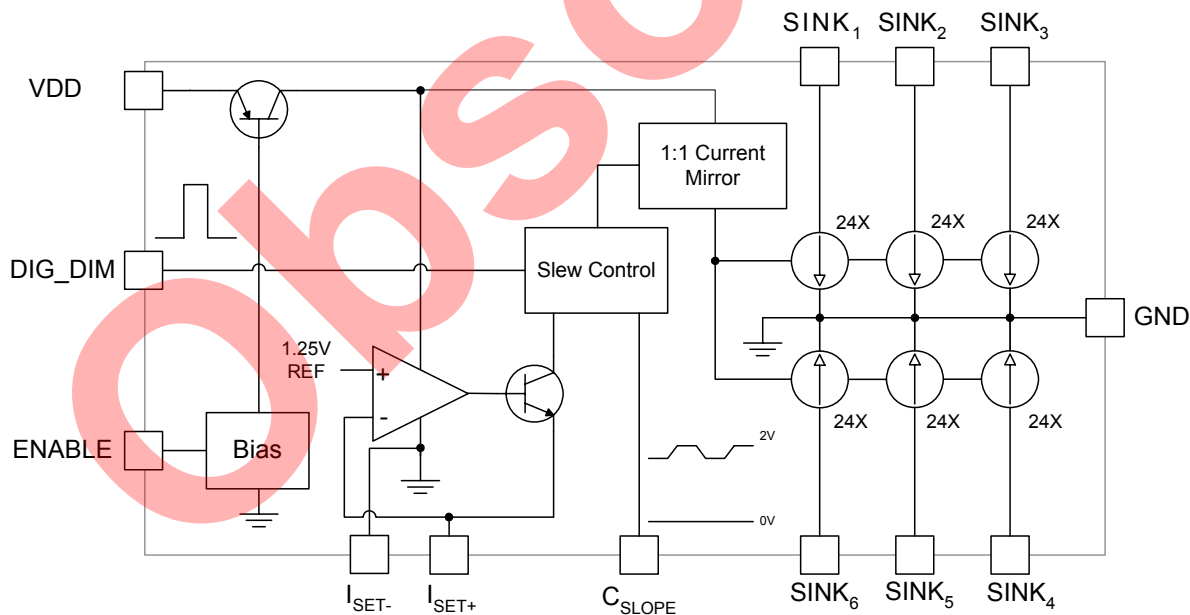 SINK1 SINK2 SINK3
VDD
1:1 Current
Mirror
24X 24X 24X
DIG_DIM
Slew Control
GND
1.25V
REF
+
-
24X 24X 24X
ENABLE
Bias
2V
0V
ISET- ISET+ CSLOPE
SINK6 SINK5 SINK4